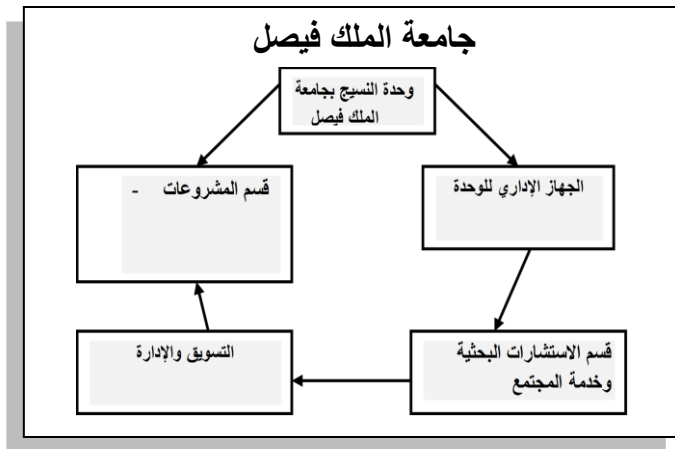 جامعة الملك فيصل
وحدة النسيج بجامعة
الملك فيصل
الجهاز الإداري للوحدة
قسم المشروعات -
قسم الاستشارات البحثية
وخدمة المجتمع
التسويق والإدارة